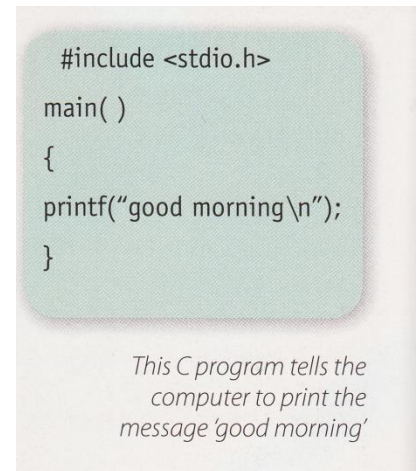 #include <stdio.h>
main( )
{
printf(“good morning\n”);
}
This C program tells the
computer to print the
message ‘good morning’